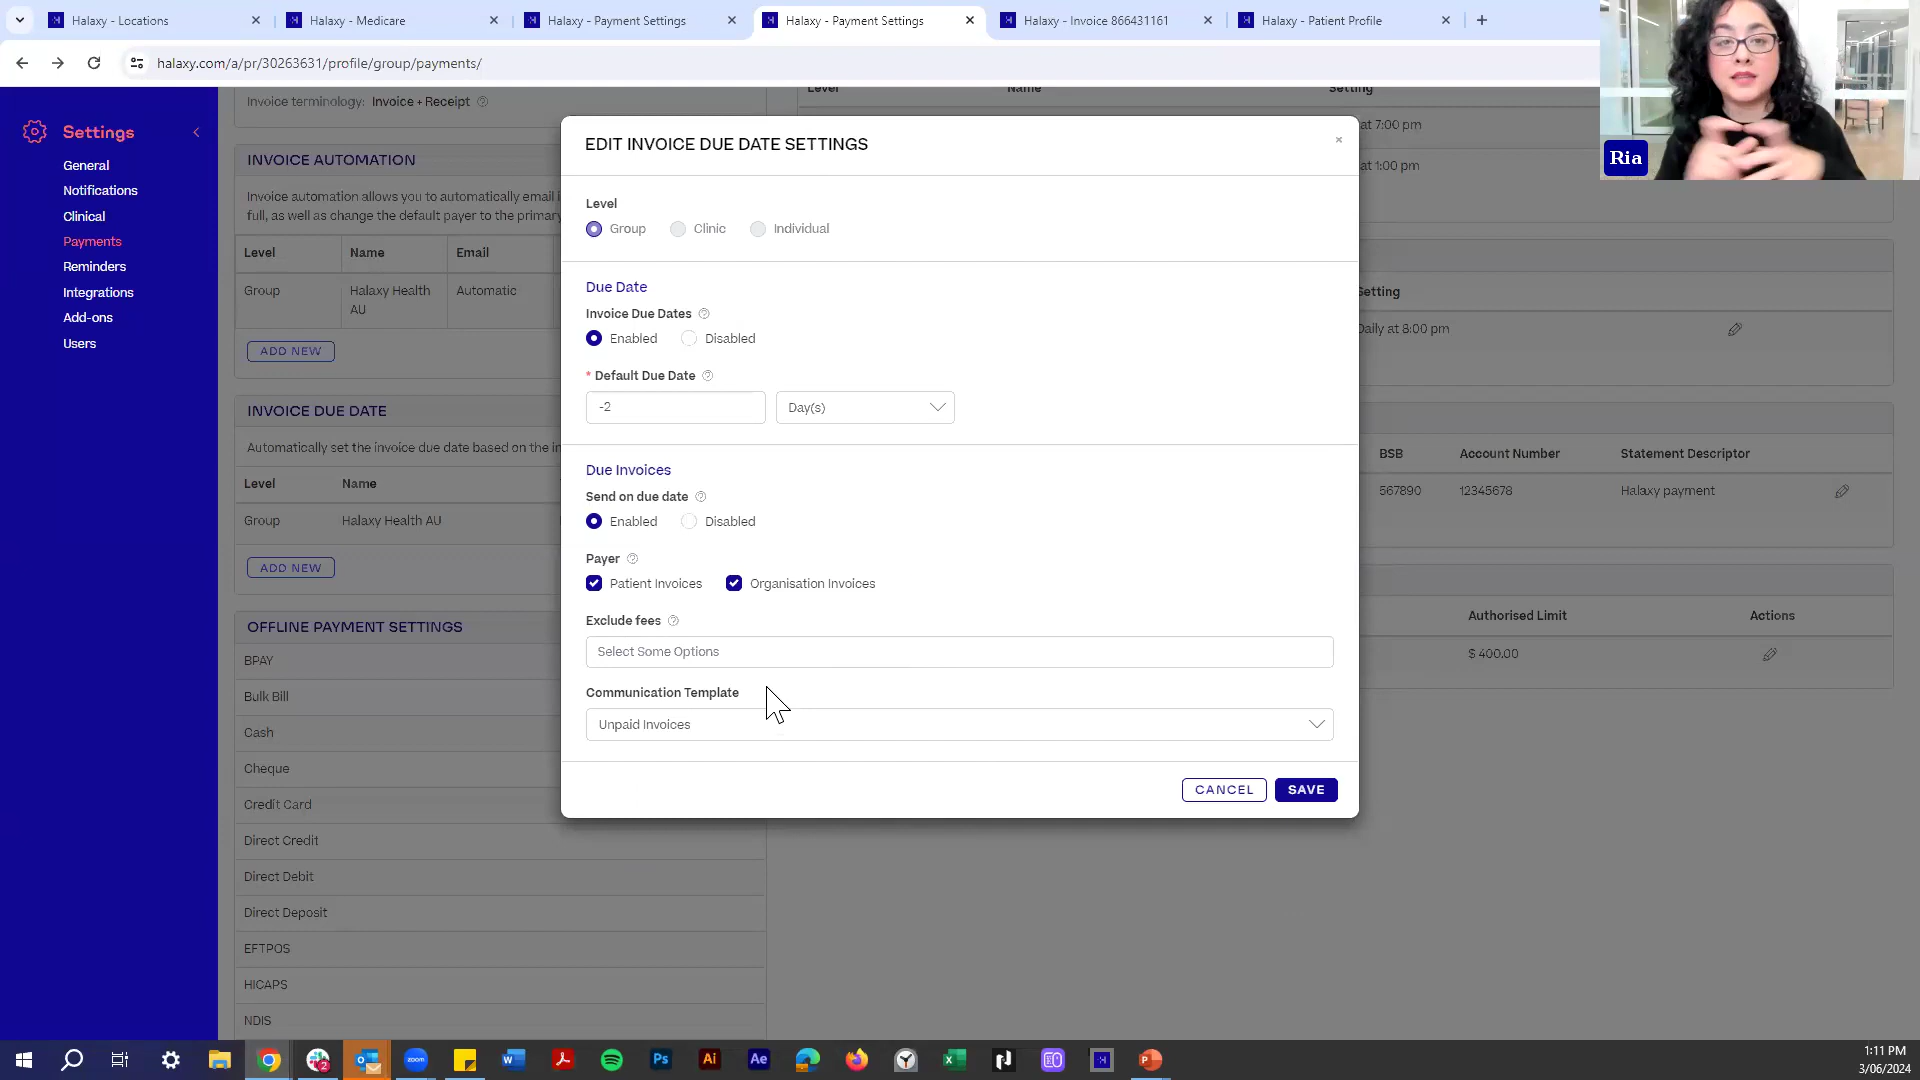 Halaxy - Locations
Halaxy - Medicare
Halaxy - Payment Settings
Halaxy - Payment Settings
Halaxy - Invoice 866431161
Halaxy - Patient Profile
halaxy.com/a/pr/30263631/profile/group/payments/
Ria
Settings
General
Notifications
Clinical
Payments
Reminders
Integrations
Add-ons
Users
Invoice terminology: Invoice + Receipt
INVOICE AUTOMATION
Invoice automation allows you to automatically email i
full, as well as change the default payer to the primary
Level Name Email
Group Halaxy Health AU Automatic
ADD NEW
INVOICE DUE DATE
Automatically set the invoice due date based on the in
Level Name
Group Halaxy Health AU
ADD NEW
OFFLINE PAYMENT SETTINGS
BPAY
Bulk Bill
Cash
Cheque
Credit Card
Direct Credit
Direct Debit
Direct Deposit
EFTPOS
HICAPS
NDIS
EDIT INVOICE DUE DATE SETTINGS
×
Level
Group Clinic Individual
Due Date
Invoice Due Dates
Enabled Disabled
* Default Due Date
-2 Day(s)
Due Invoices
Send on due date
Enabled Disabled
Payer
Patient Invoices Organisation Invoices
Exclude fees
Select Some Options
Communication Template
Unpaid Invoices
CANCEL SAVE
Level Name Setting
at 7:00 pm
at 1:00 pm
Setting
Daily at 8:00 pm
BSB Account Number Statement Descriptor
567890 12345678 Halaxy payment
Authorised Limit Actions
$ 400.00
1:11 PM
3/06/2024